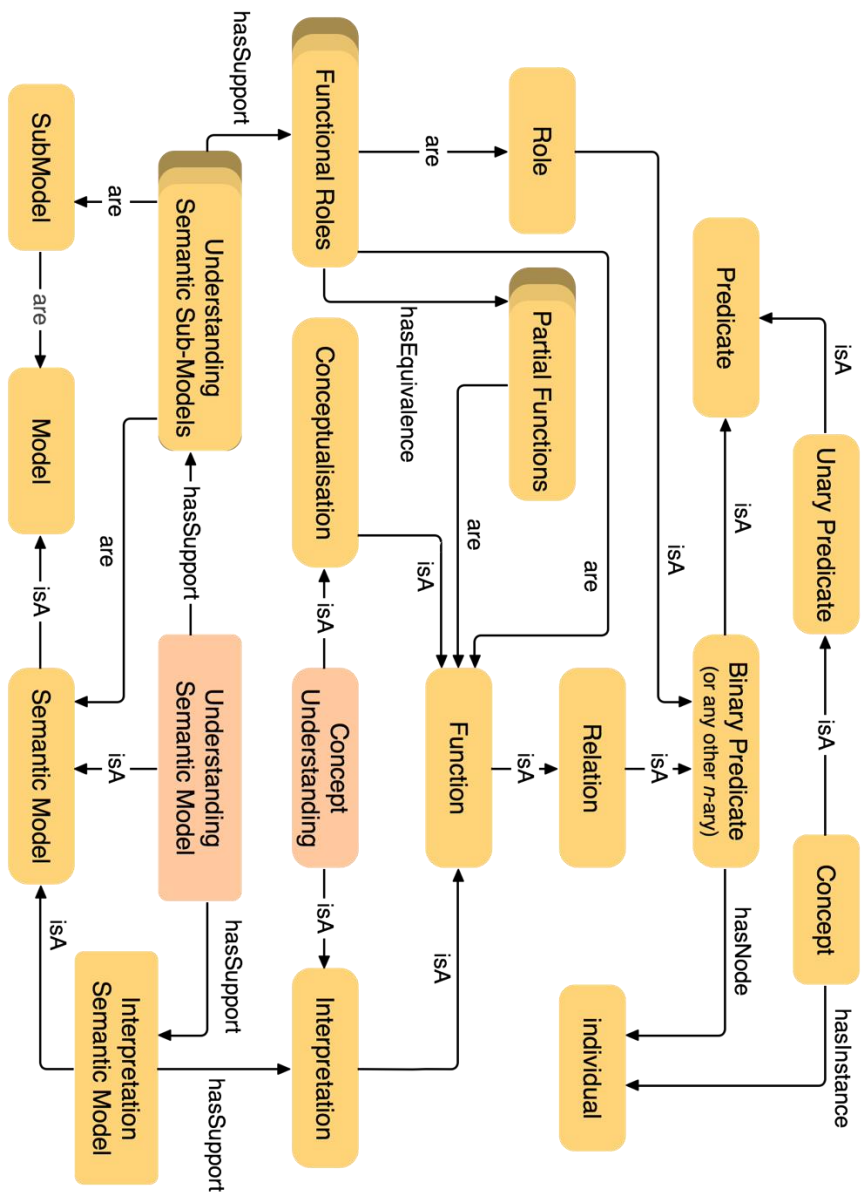 isA
Unary Predicate
isA
Concept
hasInstance
Predicate
isA
Binary Predicate
(or any other n-ary)
hasNode
isA
isA
are
Relation
individual
Role
Partial Functions
isA
are
are
Function
isA
isA
hasEquivalence
Functional Roles
Conceptualisation
isA
Concept
Understanding
isA
Interpretation
hasSupport
hasSupport
hasSupport
Understanding
Semantic Sub-Models
hasSupport
Understanding
Semantic Model
are
are
isA
Interpretation
Semantic Model
SubModel
are
Model
isA
Semantic Model
isA